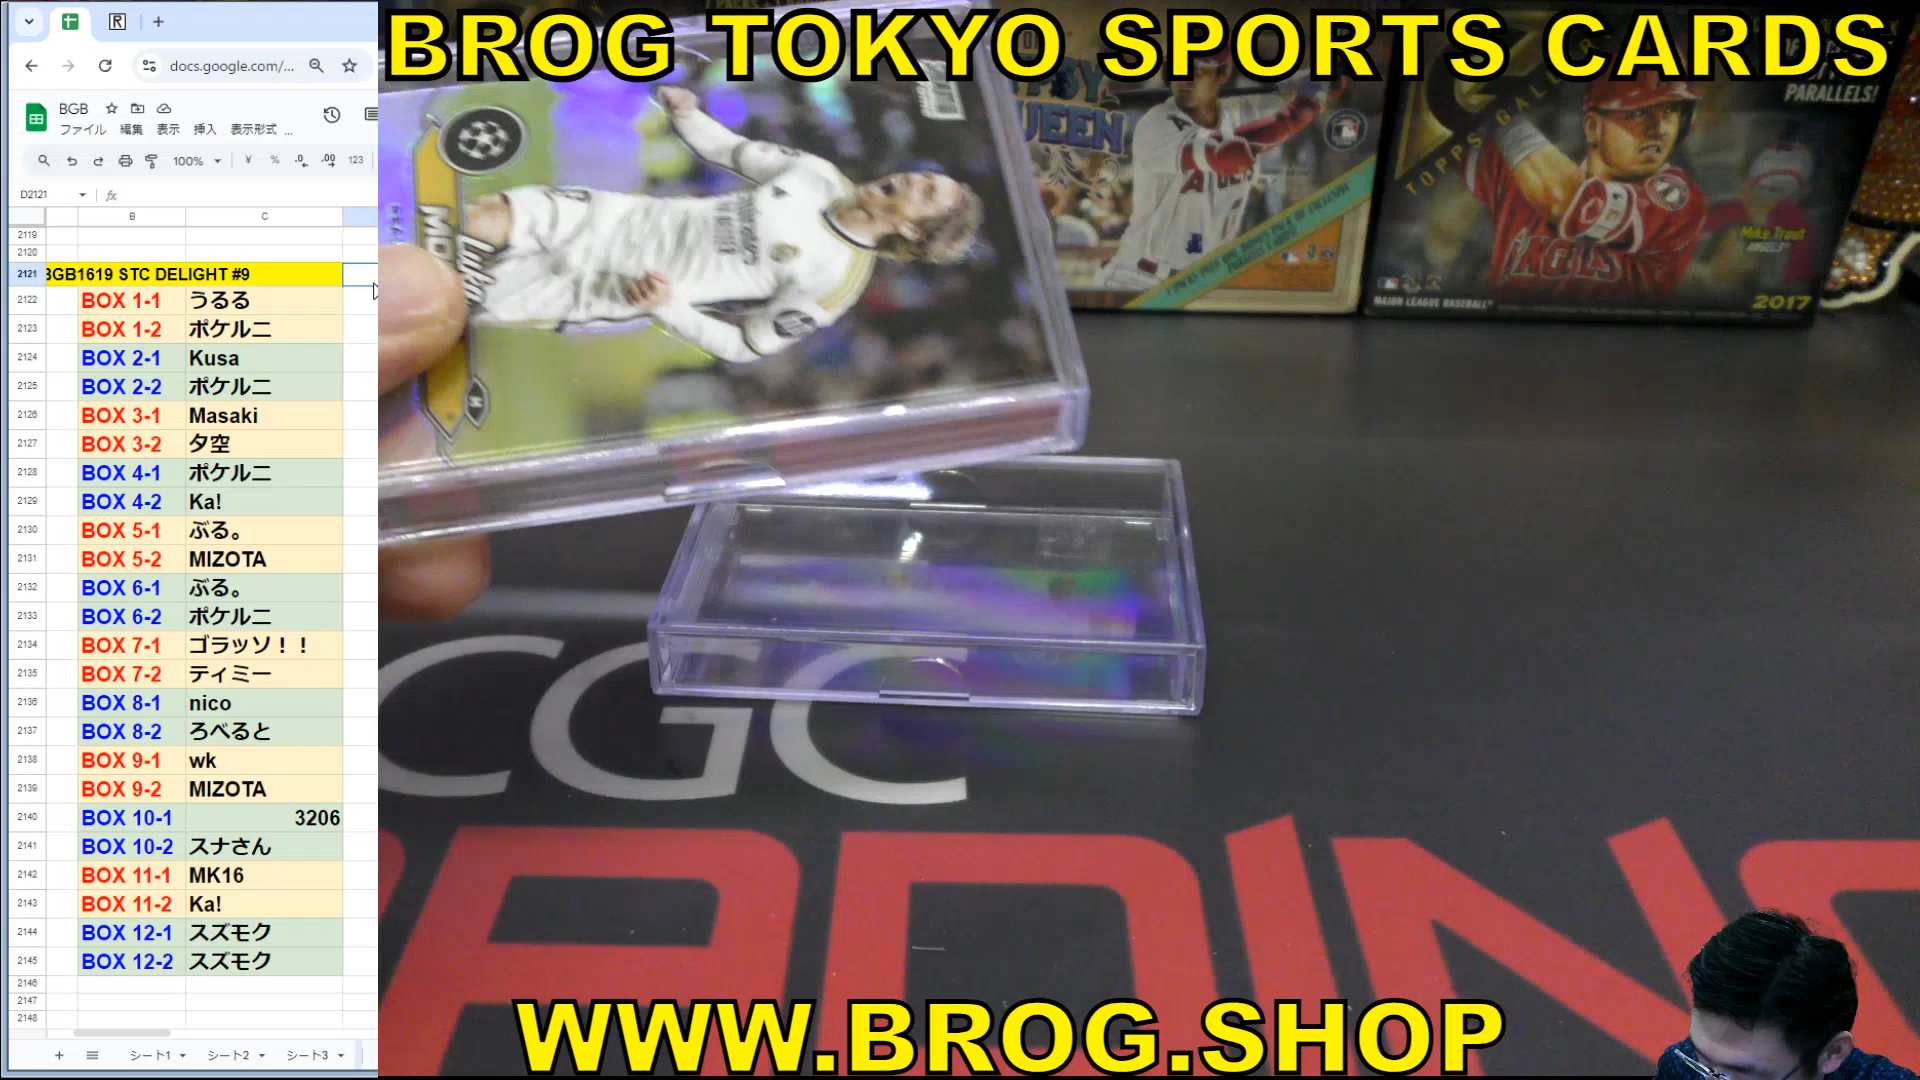 docs.google.com/...
BGB
ファイル 編集 表示 挿入 表示形式 ...
100% ¥ % .0 .00 123
D2121 fx
B C
2119
2120
2121 BGB1619 STC DELIGHT #9
2122 BOX 1-1 うるる
2123 BOX 1-2 ポケル二
2124 BOX 2-1 Kusa
2125 BOX 2-2 ポケル二
2126 BOX 3-1 Masaki
2127 BOX 3-2 夕空
2128 BOX 4-1 ポケル二
2129 BOX 4-2 Ka!
2130 BOX 5-1 ぶる。
2131 BOX 5-2 MIZOTA
2132 BOX 6-1 ぶる。
2133 BOX 6-2 ポケル二
2134 BOX 7-1 ゴラッソ！！
2135 BOX 7-2 ティミー
2136 BOX 8-1 nico
2137 BOX 8-2 ろべると
2138 BOX 9-1 wk
2139 BOX 9-2 MIZOTA
2140 BOX 10-1 3206
2141 BOX 10-2 スナさん
2142 BOX 11-1 MK16
2143 BOX 11-2 Ka!
2144 BOX 12-1 スズモク
2145 BOX 12-2 スズモク
2146
2147
2148
シート1 シート2 シート3
BROG TOKYO SPORTS CARDS
QUEEN
TOPPS
PARALLELS!
Mike Trout
ANGELS
MAJOR LEAGUE BASEBALL
2017
Luka
MO
CGC
WWW.BROG.SHOP